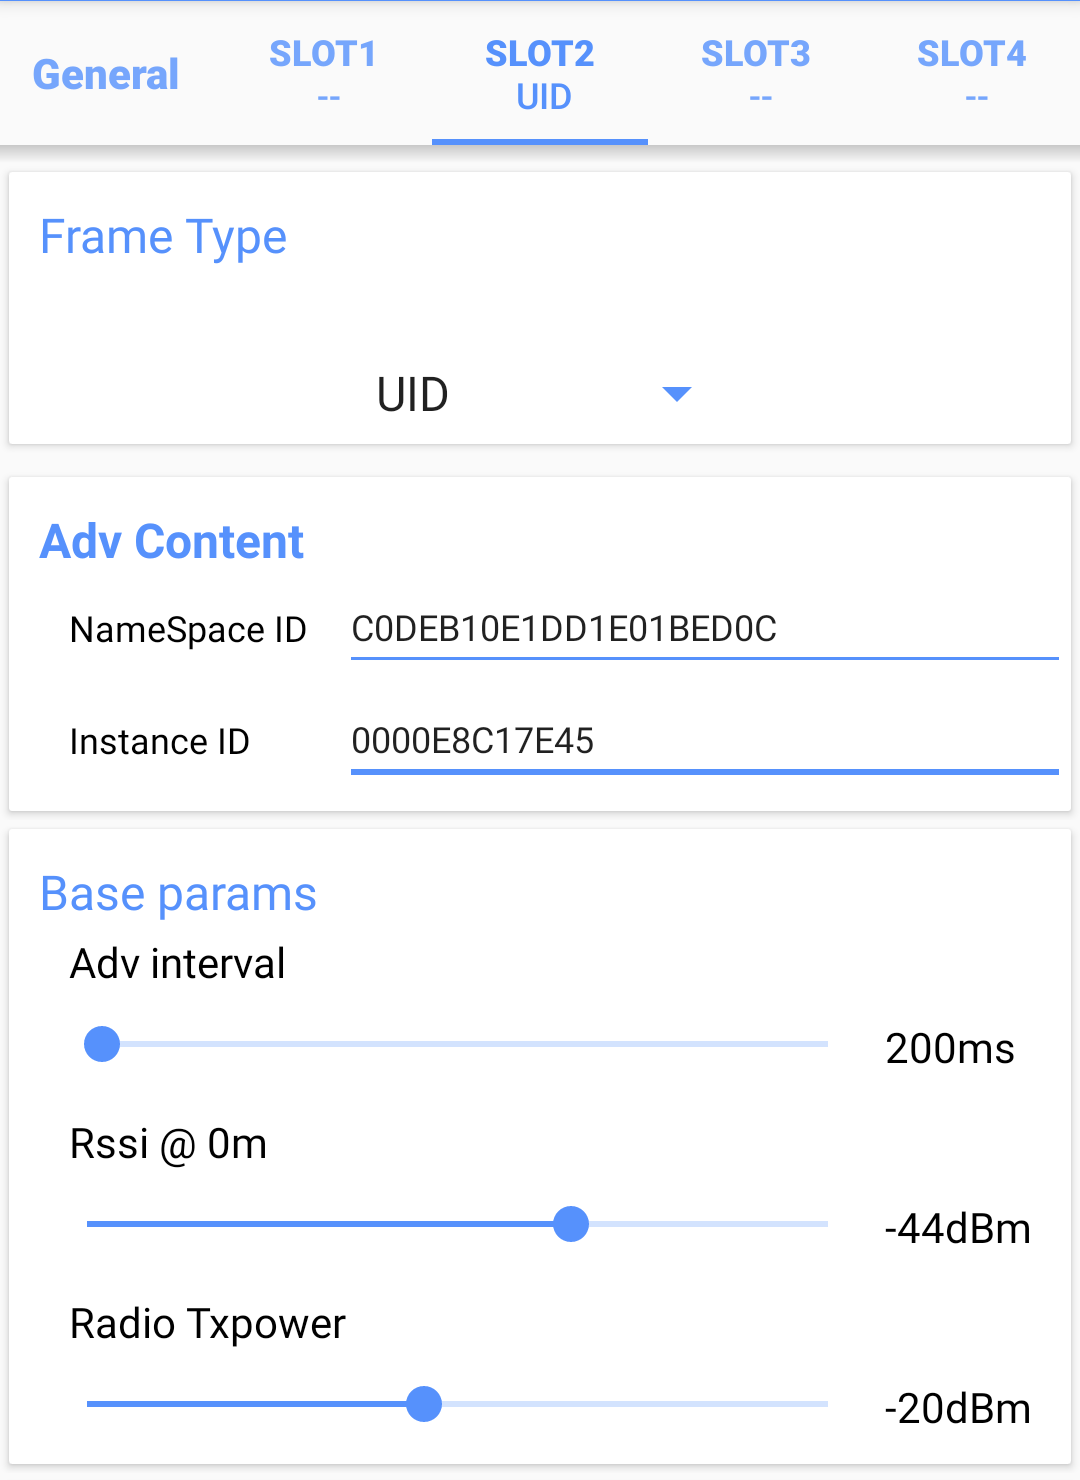 General
SLOT1
--
SLOT2
UID
SLOT3
--
SLOT4
--
Frame Type
UID
Adv Content
NameSpace ID C0DEB10E1DD1E01BED0C
Instance ID 0000E8C17E45
Base params
Adv interval
200ms
Rssi @ 0m
-44dBm
Radio Txpower
-20dBm